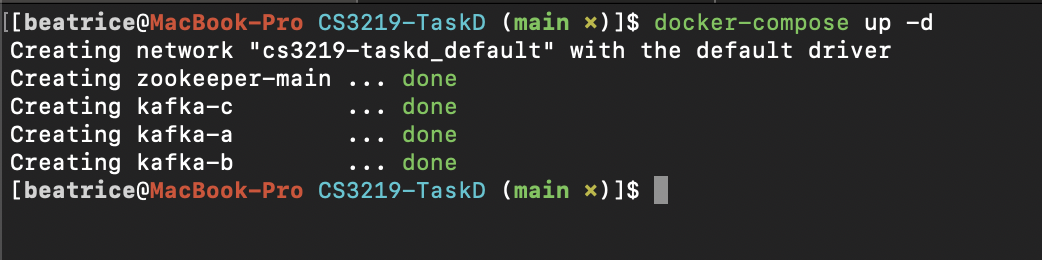 [[beatrice@MacBook-Pro CS3219-TaskD (main ×)]$ docker-compose up -d
Creating network "cs3219-taskd_default" with the default driver
Creating zookeeper-main ... done
Creating kafka-c        ... done
Creating kafka-a        ... done
Creating kafka-b        ... done
[beatrice@MacBook-Pro CS3219-TaskD (main ×)]$